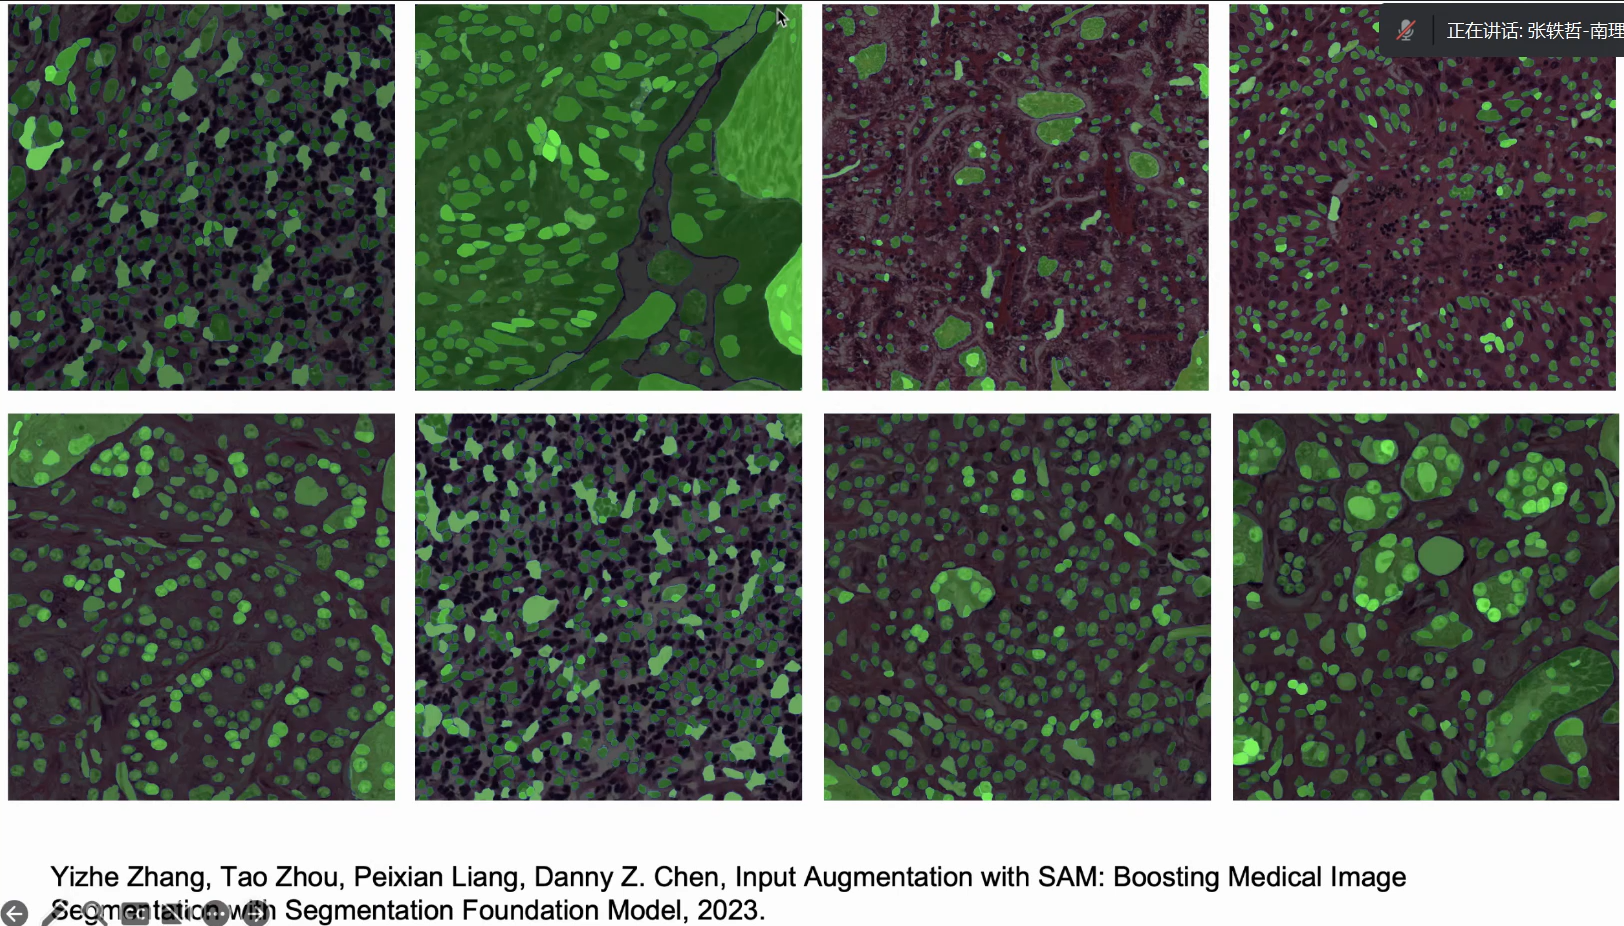 正在讲话: 张轶哲-南理
Yizhe Zhang, Tao Zhou, Peixian Liang, Danny Z. Chen, Input Augmentation with SAM: Boosting Medical Image
Segmentation with Segmentation Foundation Model, 2023.